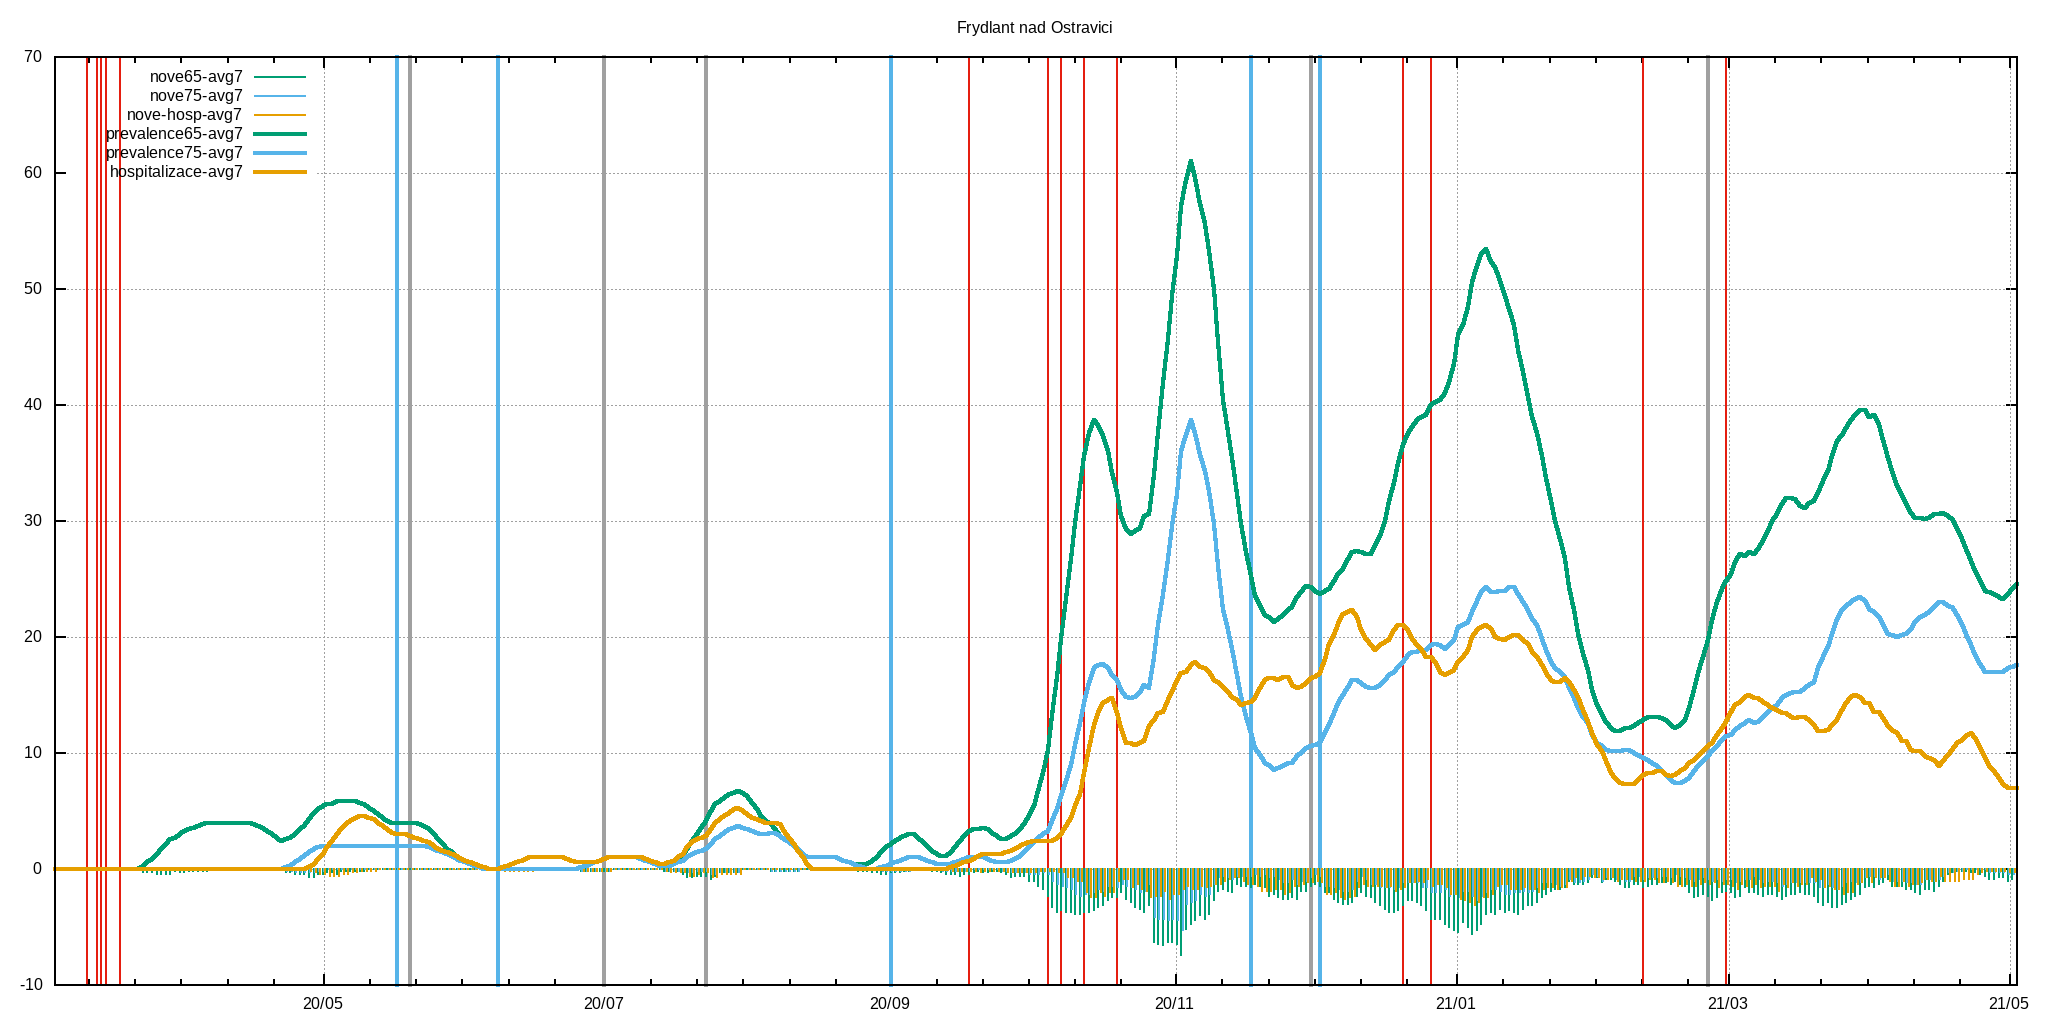 Frydlant nad Ostravici
70
60
50
40
30
20
10
0
-10
nove65-avg7
nove75-avg7
nove-hosp-avg7
prevalence65-avg7
prevalence75-avg7
hospitalizace-avg7
20/05 20/07 20/09 20/11 21/01 21/03 21/05